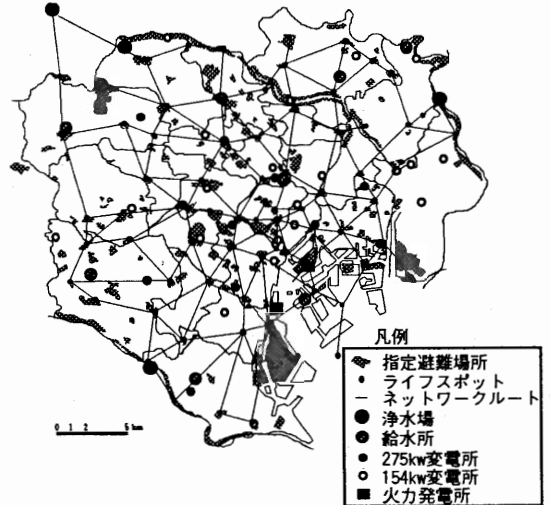 凡例
指定避難場所
ライフスポット
ネットワークルート
浄水場
給水所
275kw変電所
154kw変電所
火力発電所
0 1 2 5 km